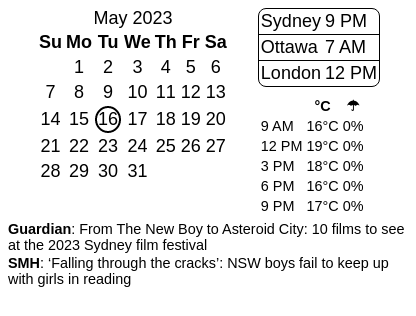 May 2023
Su Mo Tu We Th Fr Sa
1 2 3 4 5 6
7 8 9 10 11 12 13
14 15 16 17 18 19 20
21 22 23 24 25 26 27
28 29 30 31
Sydney 9 PM
Ottawa 7 AM
London 12 PM
°C ☂
9 AM 16°C 0%
12 PM 19°C 0%
3 PM 18°C 0%
6 PM 16°C 0%
9 PM 17°C 0%
Guardian: From The New Boy to Asteroid City: 10 films to see
at the 2023 Sydney film festival
SMH: ‘Falling through the cracks’: NSW boys fail to keep up
with girls in reading